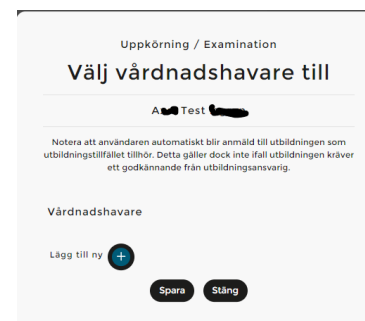 Uppkörning / Examination
Välj vårdnadshavare till
Test
Notera att användaren automatiskt blir anmäld till utbildningen som
utbildningstillfället tillhör. Detta gäller dock inte ifall utbildningen kräver
ett godkännande från utbildningsansvarig.
Vårdnadshavare
Lägg till ny +
Spara Stäng